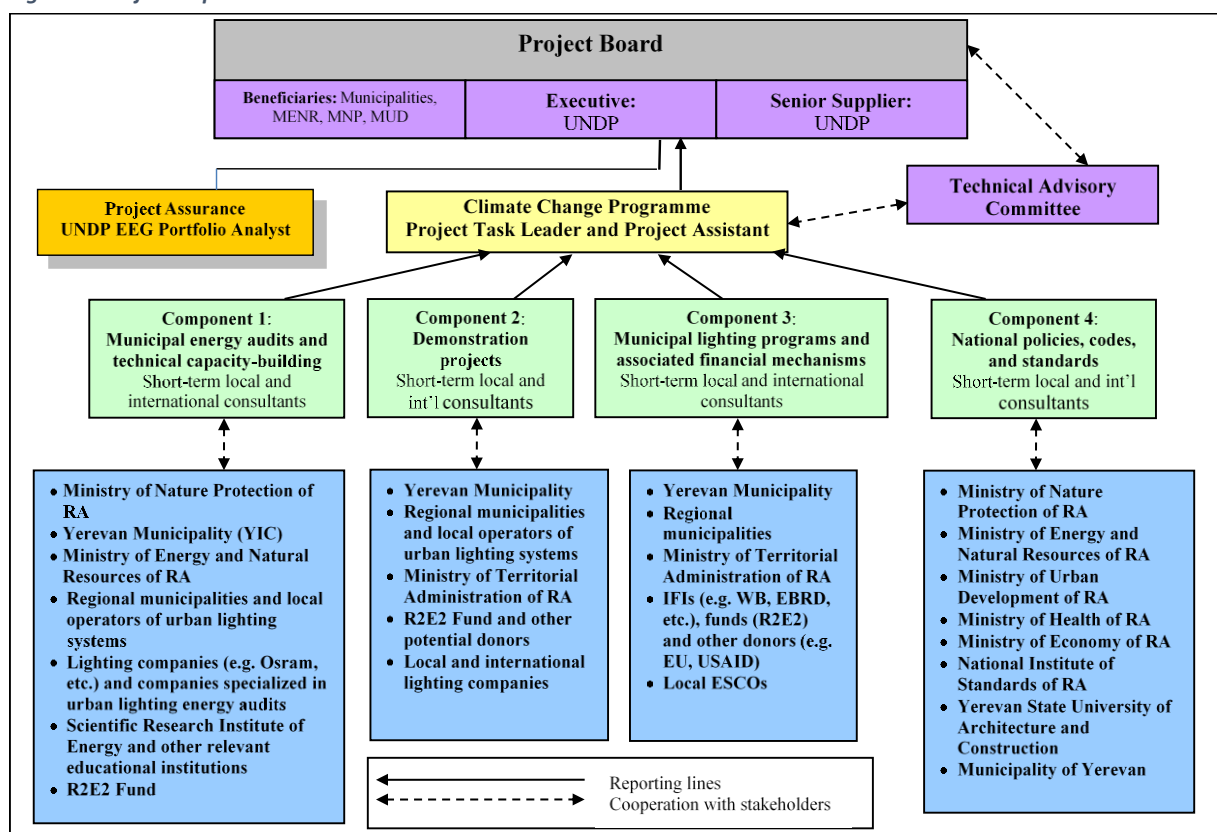 Project Board
Beneficiaries: Municipalities,
MENR, MNP, MUD
Executive:
UNDP
Senior Supplier:
UNDP
Project Assurance
UNDP EEG Portfolio Analyst
Climate Change Programme
Project Task Leader and Project Assistant
Technical Advisory
Committee
Component 1:
Municipal energy audits and
technical capacity-building
Short-term local and
international consultants
Component 2:
Demonstration
projects
Short-term local and
int'l consultants
Component 3:
Municipal lighting programs and
associated financial mechanisms
Short-term local and international
consultants
Component 4:
National policies, codes,
and standards
Short-term local and int'l
consultants
• Ministry of Nature Protection of
RA
• Yerevan Municipality (YIC)
• Ministry of Energy and Natural
Resources of RA
• Regional municipalities and local
operators of urban lighting
systems
• Lighting companies (e.g. Osram,
etc.) and companies specialized in
urban lighting energy audits
• Scientific Research Institute of
Energy and other relevant
educational institutions
• R2E2 Fund
• Yerevan Municipality
• Regional municipalities
and local operators of
urban lighting systems
• Ministry of Territorial
Administration of RA
• R2E2 Fund and other
potential donors
• Local and international
lighting companies
• Yerevan Municipality
• Regional
municipalities
• Ministry of Territorial
Administration of RA
• IFIs (e.g. WB, EBRD,
etc.), funds (R2E2)
and other donors (e.g.
EU, USAID)
• Local ESCOs
• Ministry of Nature
Protection of RA
• Ministry of Energy and
Natural Resources of RA
• Ministry of Urban
Development of RA
• Ministry of Health of RA
• Ministry of Economy of RA
• National Institute of
Standards of RA
• Yerevan State University of
Architecture and
Construction
• Municipality of Yerevan
Reporting lines
Cooperation with stakeholders